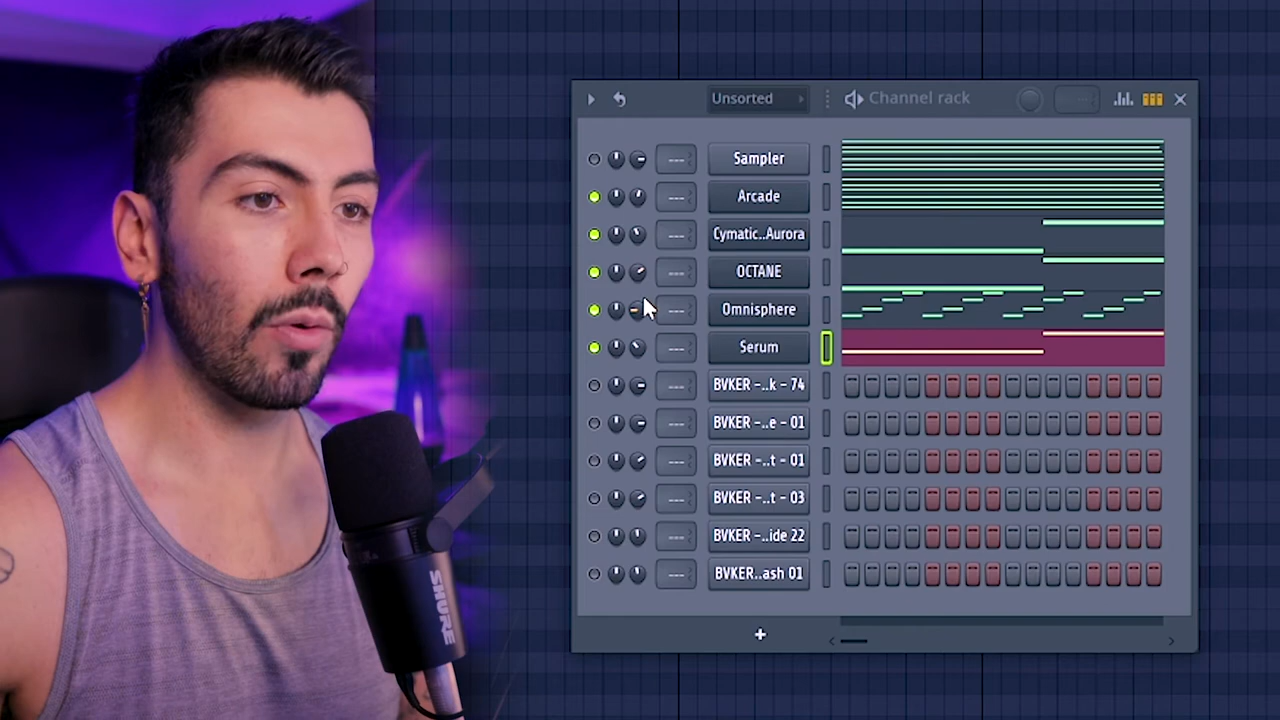 Unsorted
Channel rack
Sampler
Arcade
Cymatic..Aurora
OCTANE
Omnisphere
Serum
BVKER -..k - 74
BVKER -..e - 01
BVKER -..t - 01
BVKER -..t - 03
BVKER -..ide 22
BVKER..ash 01
SHURE